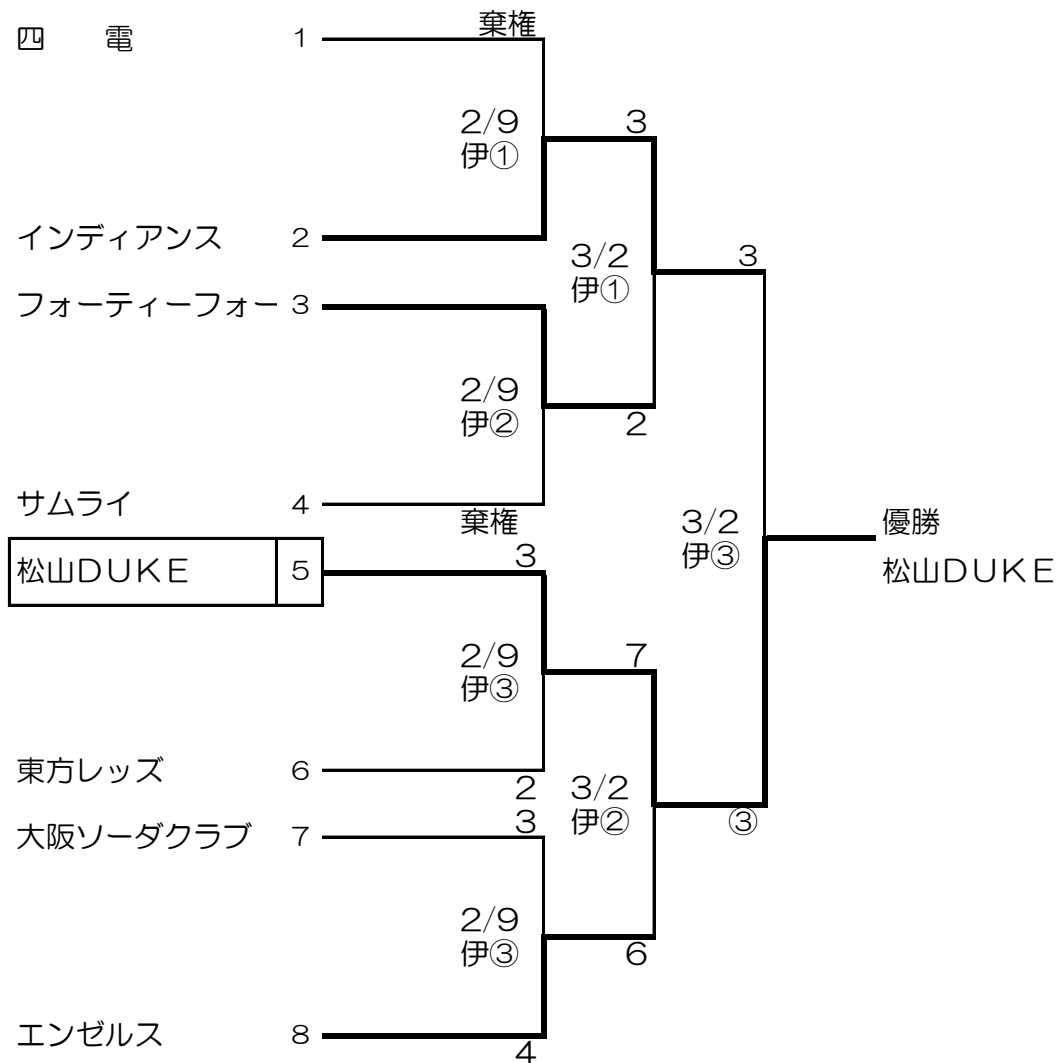 四　電 1 棄権
2/9 3
伊①
インディアンス 2
3/2 3
伊①
フォーティーフォー 3
2/9
伊② 2
サムライ 4
棄権 3/2 優勝
伊③
松山DUKE 5 3 松山DUKE
2/9 7
伊③
東方レッズ 6
2 3/2
伊② ③
大阪ソーダクラブ 7 3
2/9
伊③ 6
エンゼルス 8
4